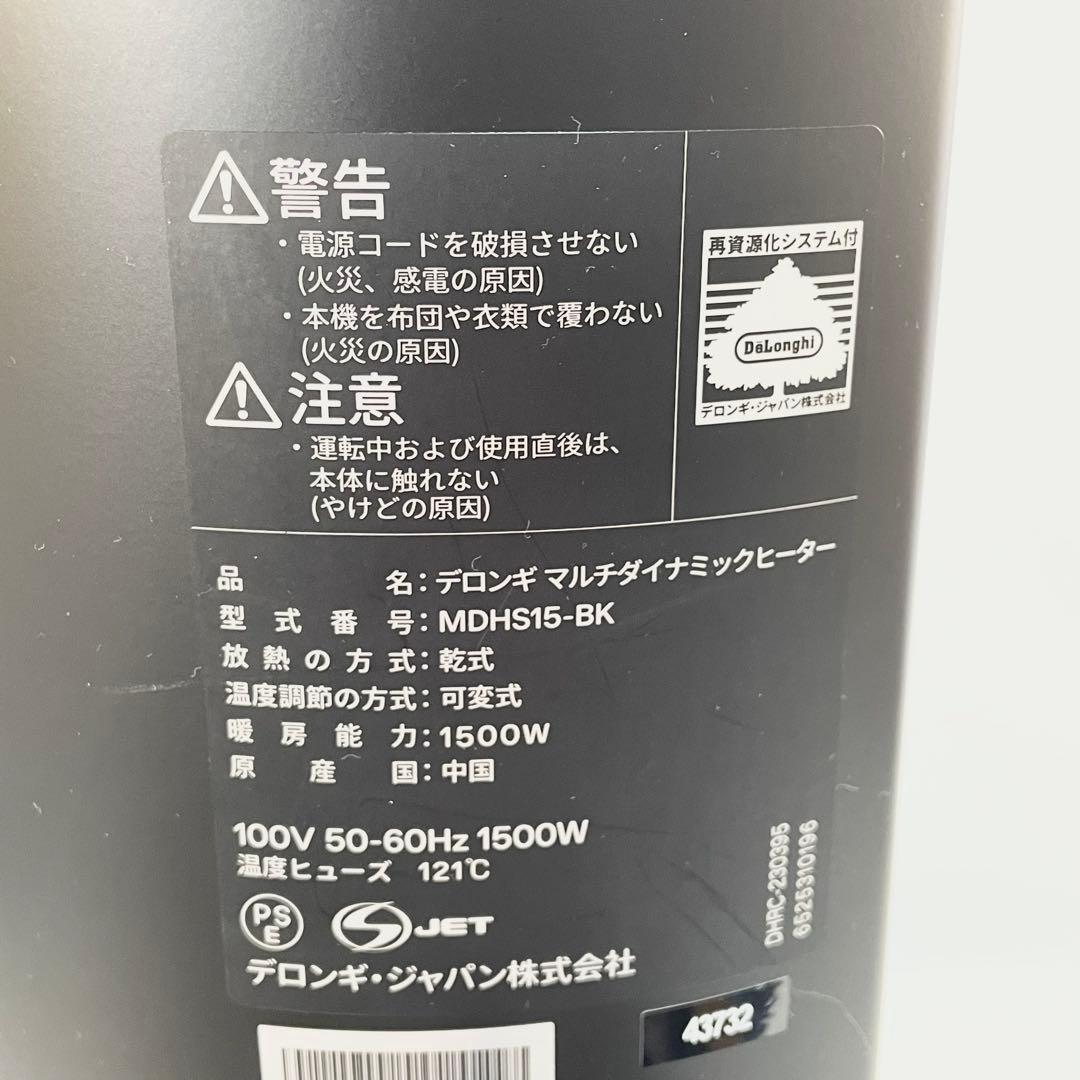 警告
・電源コードを破損させない
(火災、感電の原因)
・本機を布団や衣類で覆わない
(火災の原因)
注意
・運転中および使用直後は、
本体に触れない
(やけどの原因)
再資源化システム付
DeLonghi
デロンギ・ジャパン株式会社
品名：デロンギ マルチダイナミックヒーター
型式番号：MDHS15-BK
放熱の方式：乾式
温度調節の方式：可変式
暖房能力：1500W
原産国：中国
100V 50-60Hz 1500W
温度ヒューズ 121℃
PSE
S JET
デロンギ・ジャパン株式会社
DHRC-230395
6525310196
43732